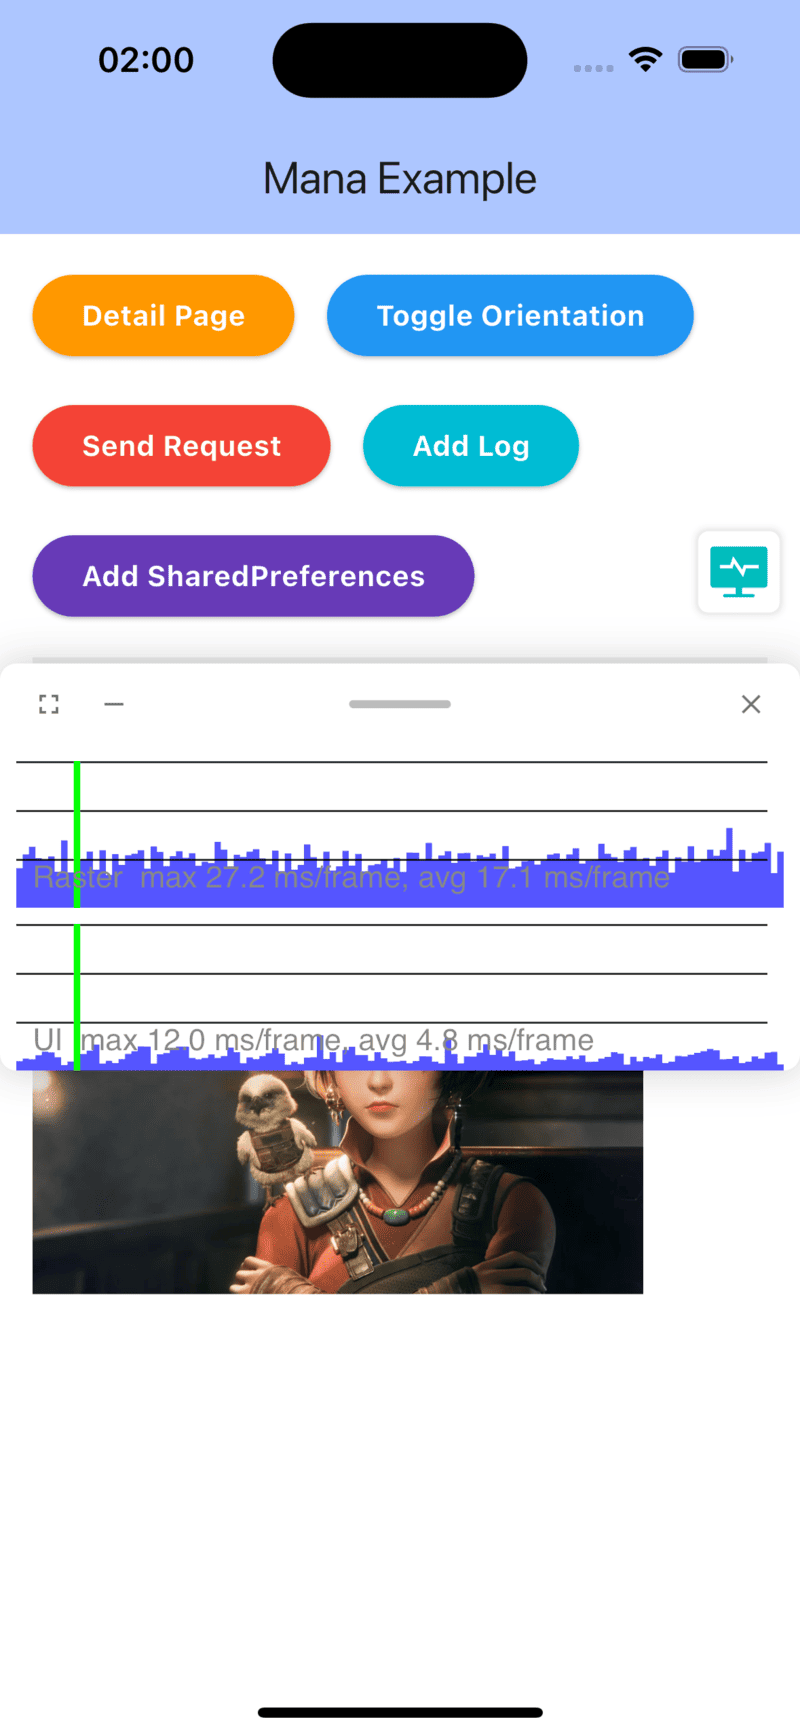 02:00
Mana Example
Detail Page
Toggle Orientation
Send Request
Add Log
Add SharedPreferences
Raster  max 27.2 ms/frame, avg 17.1 ms/frame
UI  max 12.0 ms/frame, avg 4.8 ms/frame